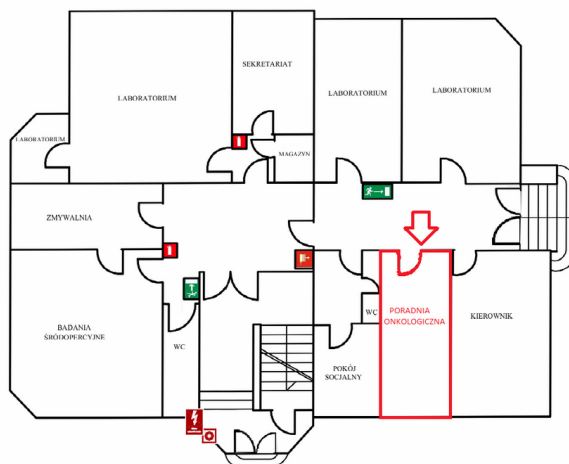 SEKRETARIAT
LABORATORIUM
LABORATORIUM
LABORATORIUM
LABORATORIUM
MAGAZYN
ZMYWALNIA
PORADNIA
ONKOLOGICZNA
KIEROWNIK
WC
BADANIA
ŚRÓDOPERCYJNE
WC
POKÓJ
SOCJALNY